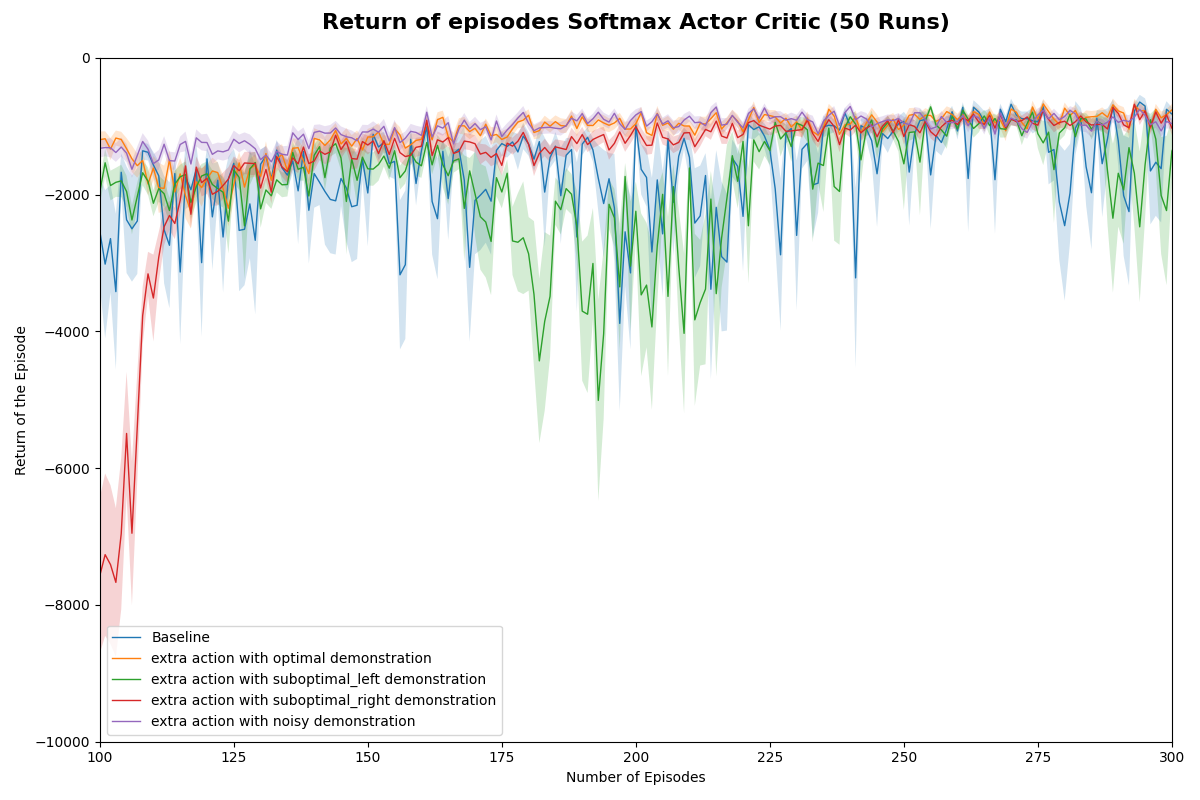 Return of episodes Softmax Actor Critic (50 Runs)
0
−2000
−4000
−6000
−8000
−10000
Return of the Episode
Baseline
extra action with optimal demonstration
extra action with suboptimal_left demonstration
extra action with suboptimal_right demonstration
extra action with noisy demonstration
100 125 150 175 200 225 250 275 300
Number of Episodes